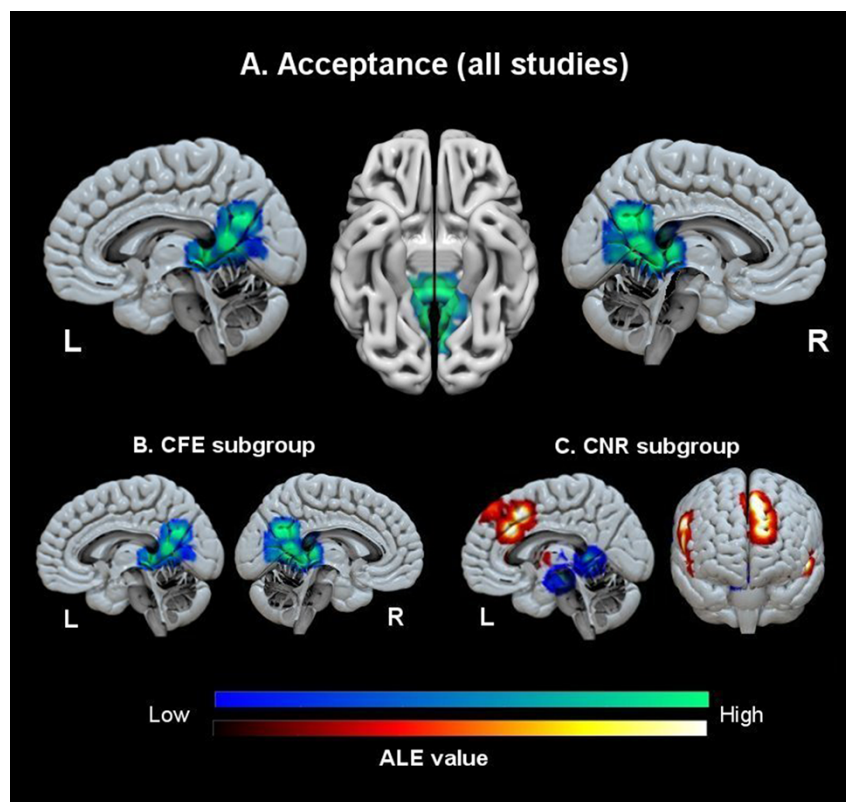 A. Acceptance (all studies)
L
R
B. CFE subgroup
C. CNR subgroup
L
R
L
Low
High
ALE value